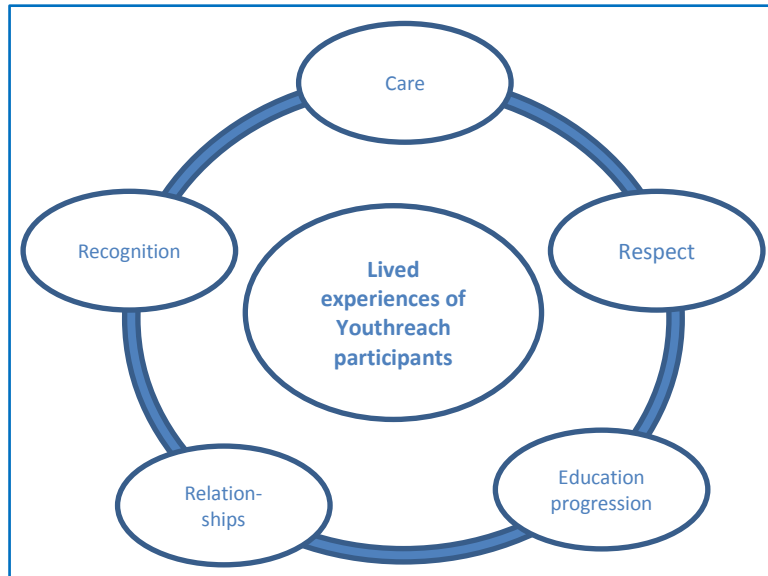 Care
Recognition
Respect
Lived
experiences of
Youthreach
participants
Education
progression
Relation-
ships